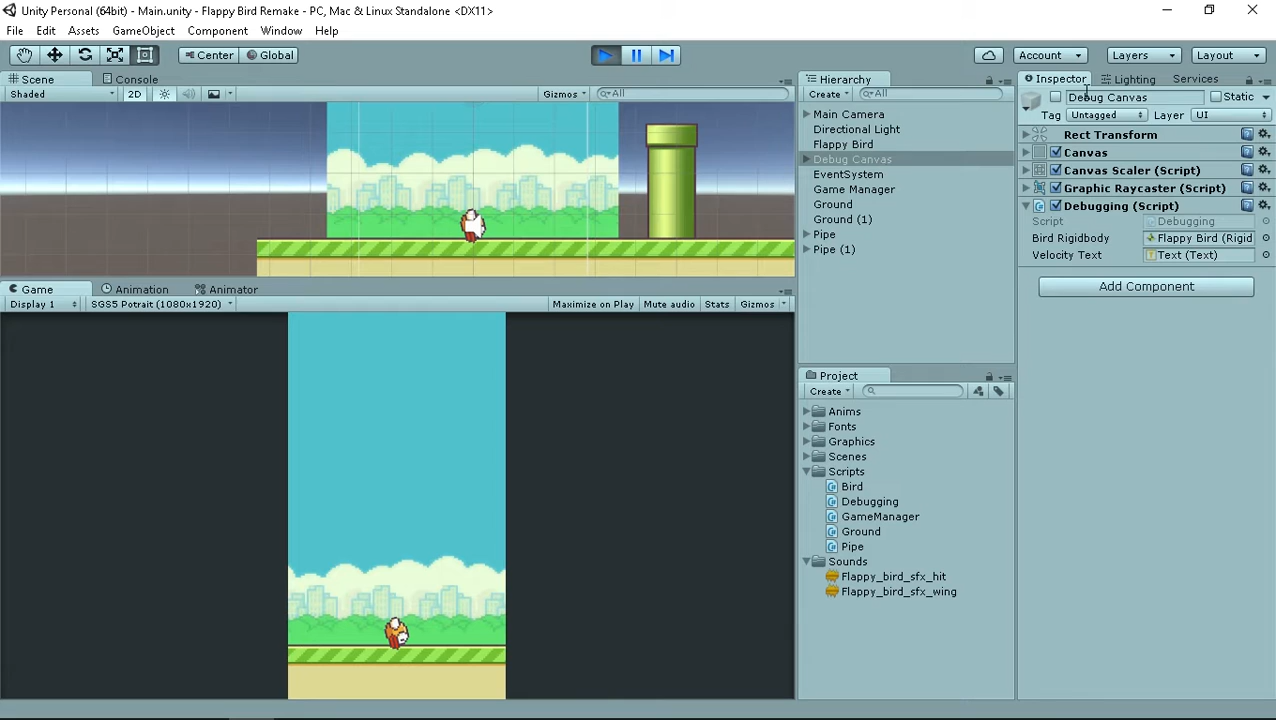 Unity Personal (64bit) - Main.unity - Flappy Bird Remake - PC, Mac & Linux Standalone <DX11>
File Edit Assets GameObject Component Window Help
Center Global Account Layers Layout
Scene Console
Shaded 2D Gizmos All
Game Animation Animator
Display 1 SGS5 Potrait (1080x1920) Maximize on Play Mute audio Stats Gizmos
Hierarchy
Create All
Main Camera
Directional Light
Flappy Bird
Debug Canvas
EventSystem
Game Manager
Ground
Ground (1)
Pipe
Pipe (1)
Project
Create
Anims
Fonts
Graphics
Scenes
Scripts
Bird
Debugging
GameManager
Ground
Pipe
Sounds
Flappy_bird_sfx_hit
Flappy_bird_sfx_wing
Inspector Lighting Services
Debug Canvas Static
Tag Untagged Layer UI
Rect Transform
Canvas
Canvas Scaler (Script)
Graphic Raycaster (Script)
Debugging (Script)
Script Debugging
Bird Rigidbody Flappy Bird (Rigid
Velocity Text Text (Text)
Add Component